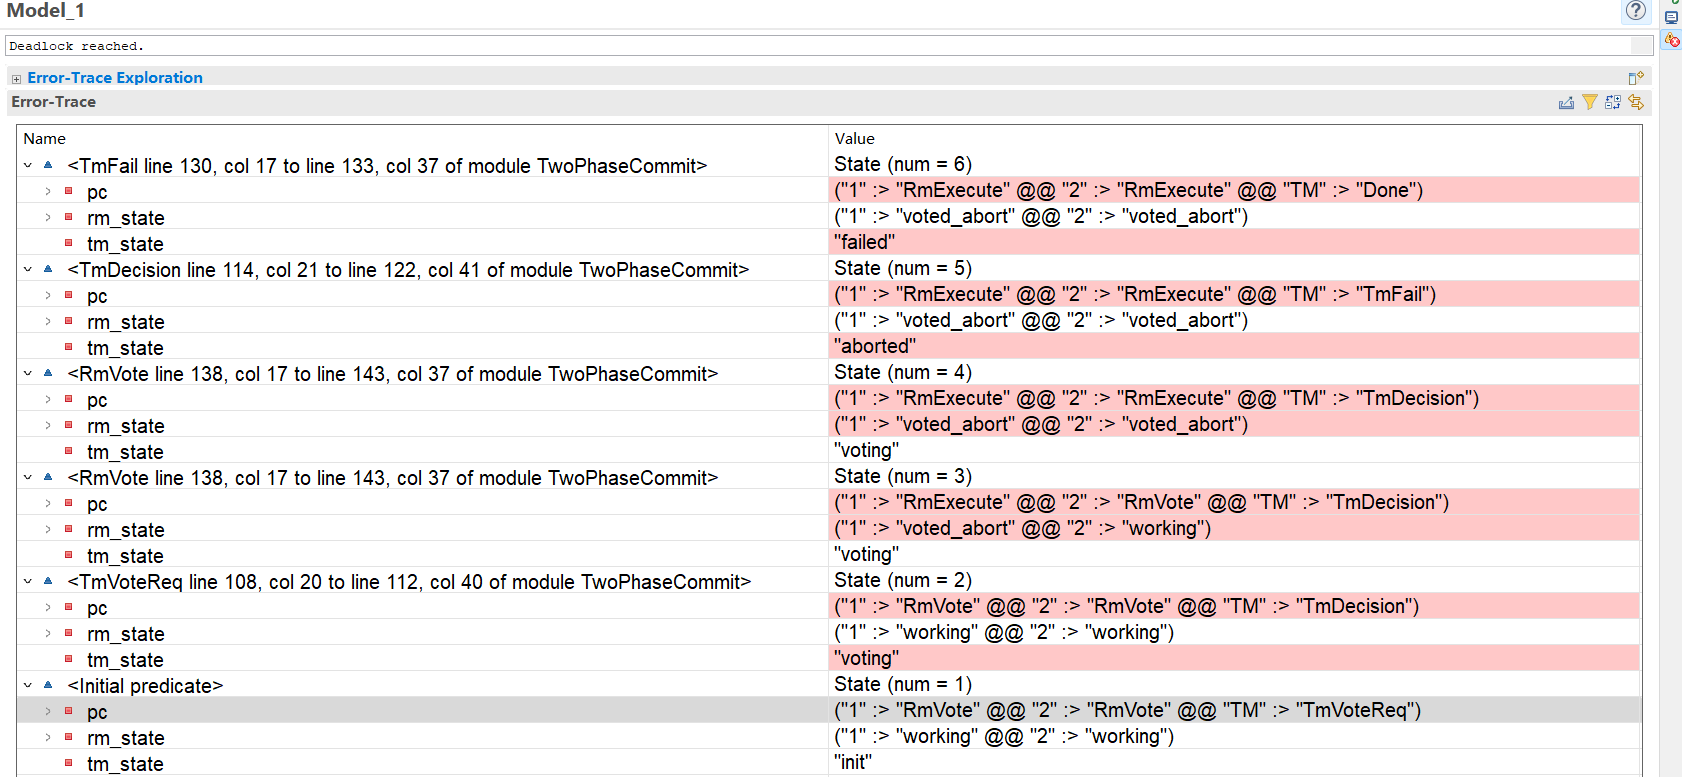 Model_1
Deadlock reached.
Error-Trace Exploration
Error-Trace
Name Value
<TmFail line 130, col 17 to line 133, col 37 of module TwoPhaseCommit> State (num = 6)
pc ("1" :> "RmExecute" @@ "2" :> "RmExecute" @@ "TM" :> "Done")
rm_state ("1" :> "voted_abort" @@ "2" :> "voted_abort")
tm_state "failed"
<TmDecision line 114, col 21 to line 122, col 41 of module TwoPhaseCommit> State (num = 5)
pc ("1" :> "RmExecute" @@ "2" :> "RmExecute" @@ "TM" :> "TmFail")
rm_state ("1" :> "voted_abort" @@ "2" :> "voted_abort")
tm_state "aborted"
<RmVote line 138, col 17 to line 143, col 37 of module TwoPhaseCommit> State (num = 4)
pc ("1" :> "RmExecute" @@ "2" :> "RmExecute" @@ "TM" :> "TmDecision")
rm_state ("1" :> "voted_abort" @@ "2" :> "voted_abort")
tm_state "voting"
<RmVote line 138, col 17 to line 143, col 37 of module TwoPhaseCommit> State (num = 3)
pc ("1" :> "RmExecute" @@ "2" :> "RmVote" @@ "TM" :> "TmDecision")
rm_state ("1" :> "voted_abort" @@ "2" :> "working")
tm_state "voting"
<TmVoteReq line 108, col 20 to line 112, col 40 of module TwoPhaseCommit> State (num = 2)
pc ("1" :> "RmVote" @@ "2" :> "RmVote" @@ "TM" :> "TmDecision")
rm_state ("1" :> "working" @@ "2" :> "working")
tm_state "voting"
<Initial predicate> State (num = 1)
pc ("1" :> "RmVote" @@ "2" :> "RmVote" @@ "TM" :> "TmVoteReq")
rm_state ("1" :> "working" @@ "2" :> "working")
tm_state "init"